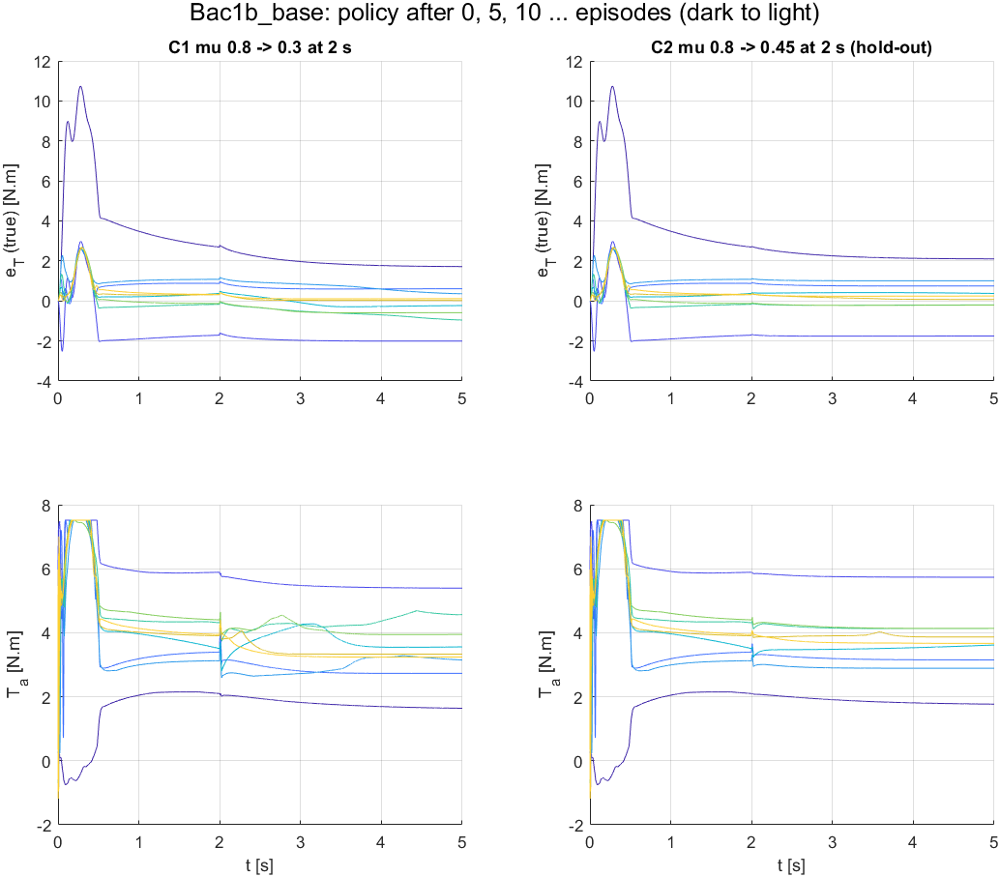 Bac1b_base: policy after 0, 5, 10 ... episodes (dark to light)
C1 mu 0.8 -> 0.3 at 2 s
12
10
8
6
4
2
0
-2
-4
e_T (true) [N.m]
0 1 2 3 4 5
C2 mu 0.8 -> 0.45 at 2 s (hold-out)
12
10
8
6
4
2
0
-2
-4
e_T (true) [N.m]
0 1 2 3 4 5
8
6
4
2
0
-2
T_a [N.m]
0 1 2 3 4 5
t [s]
8
6
4
2
0
-2
T_a [N.m]
0 1 2 3 4 5
t [s]